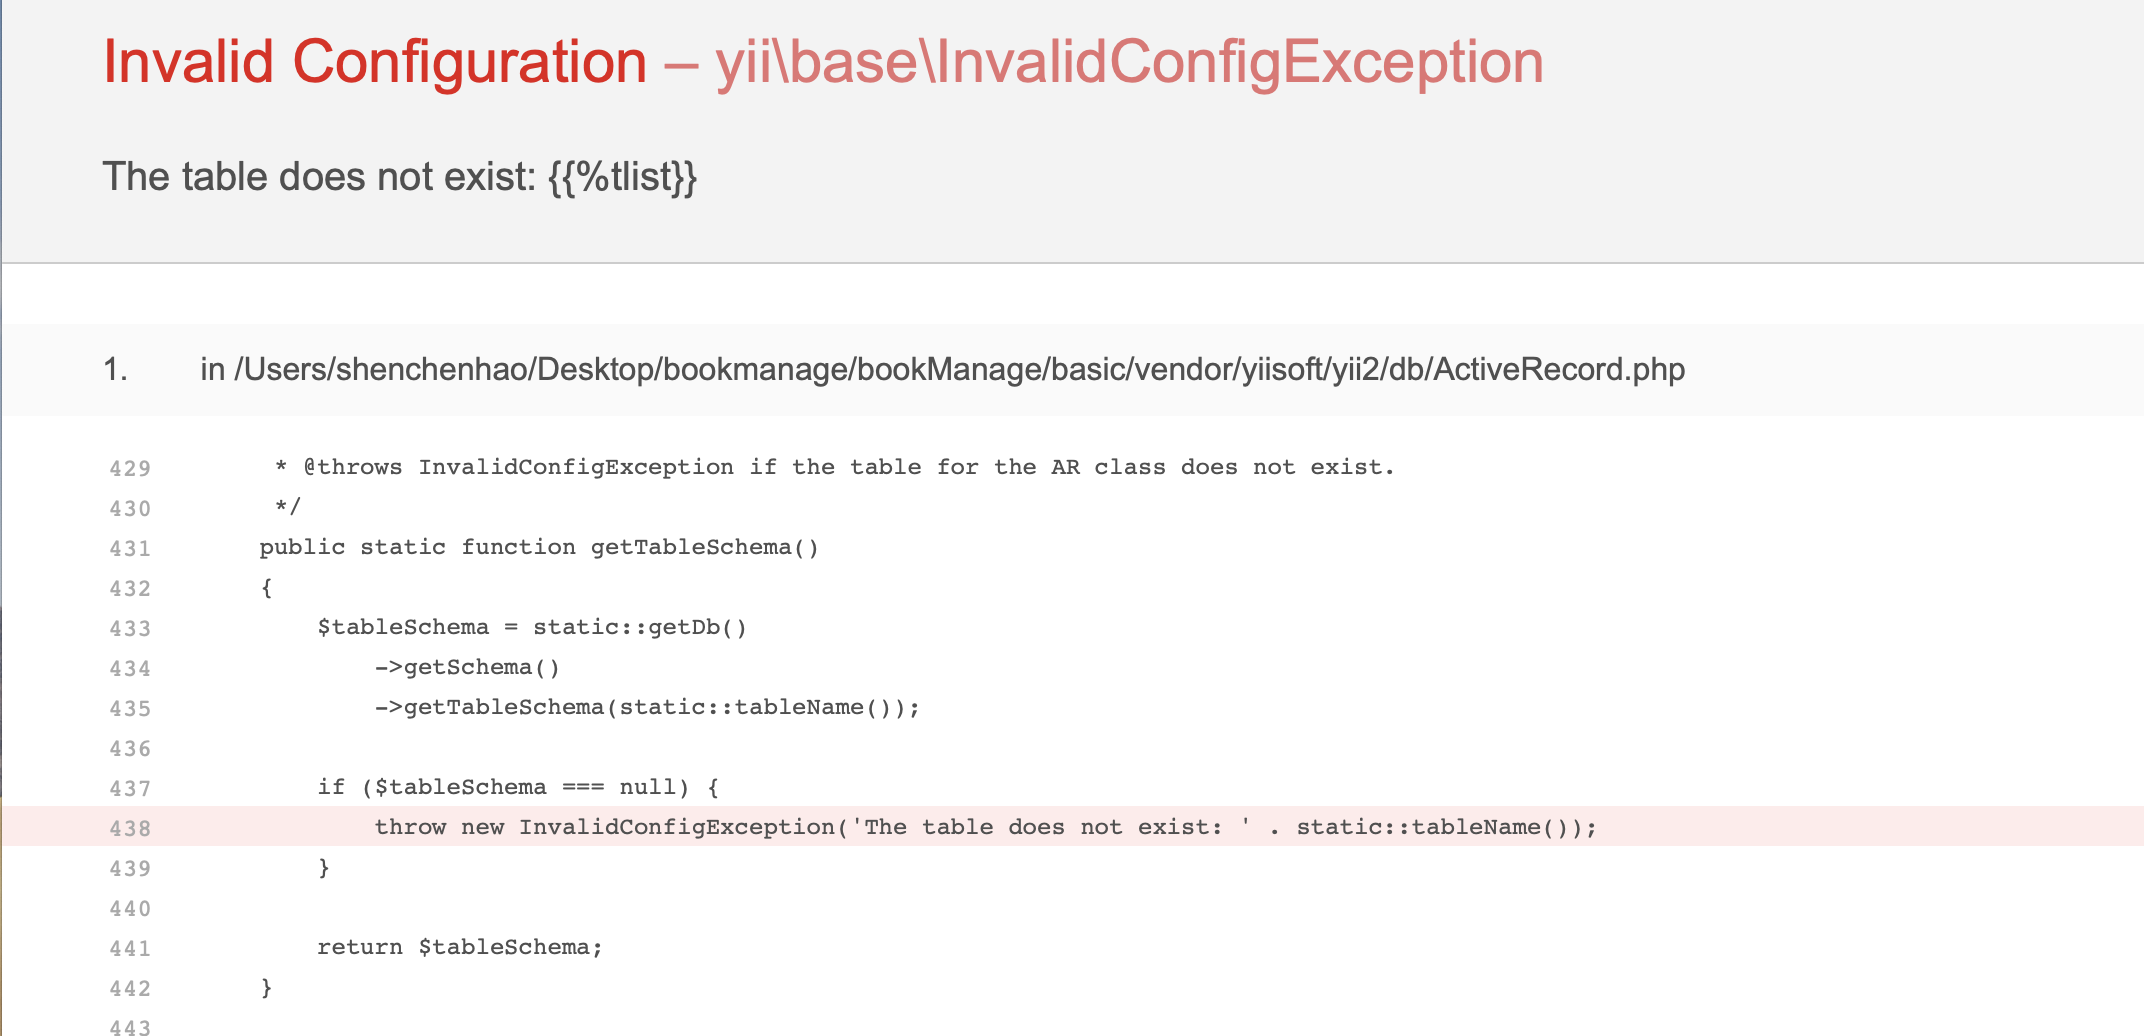 Invalid Configuration – yii\base\InvalidConfigException
The table does not exist: {{%tlist}}
1. in /Users/shenchenhao/Desktop/bookmanage/bookManage/basic/vendor/yiisoft/yii2/db/ActiveRecord.php
429 * @throws InvalidConfigException if the table for the AR class does not exist.
430 */
431 public static function getTableSchema()
432 {
433 $tableSchema = static::getDb()
434 ->getSchema()
435 ->getTableSchema(static::tableName());
436
437 if ($tableSchema === null) {
438 throw new InvalidConfigException('The table does not exist: ' . static::tableName());
439 }
440
441 return $tableSchema;
442 }
443